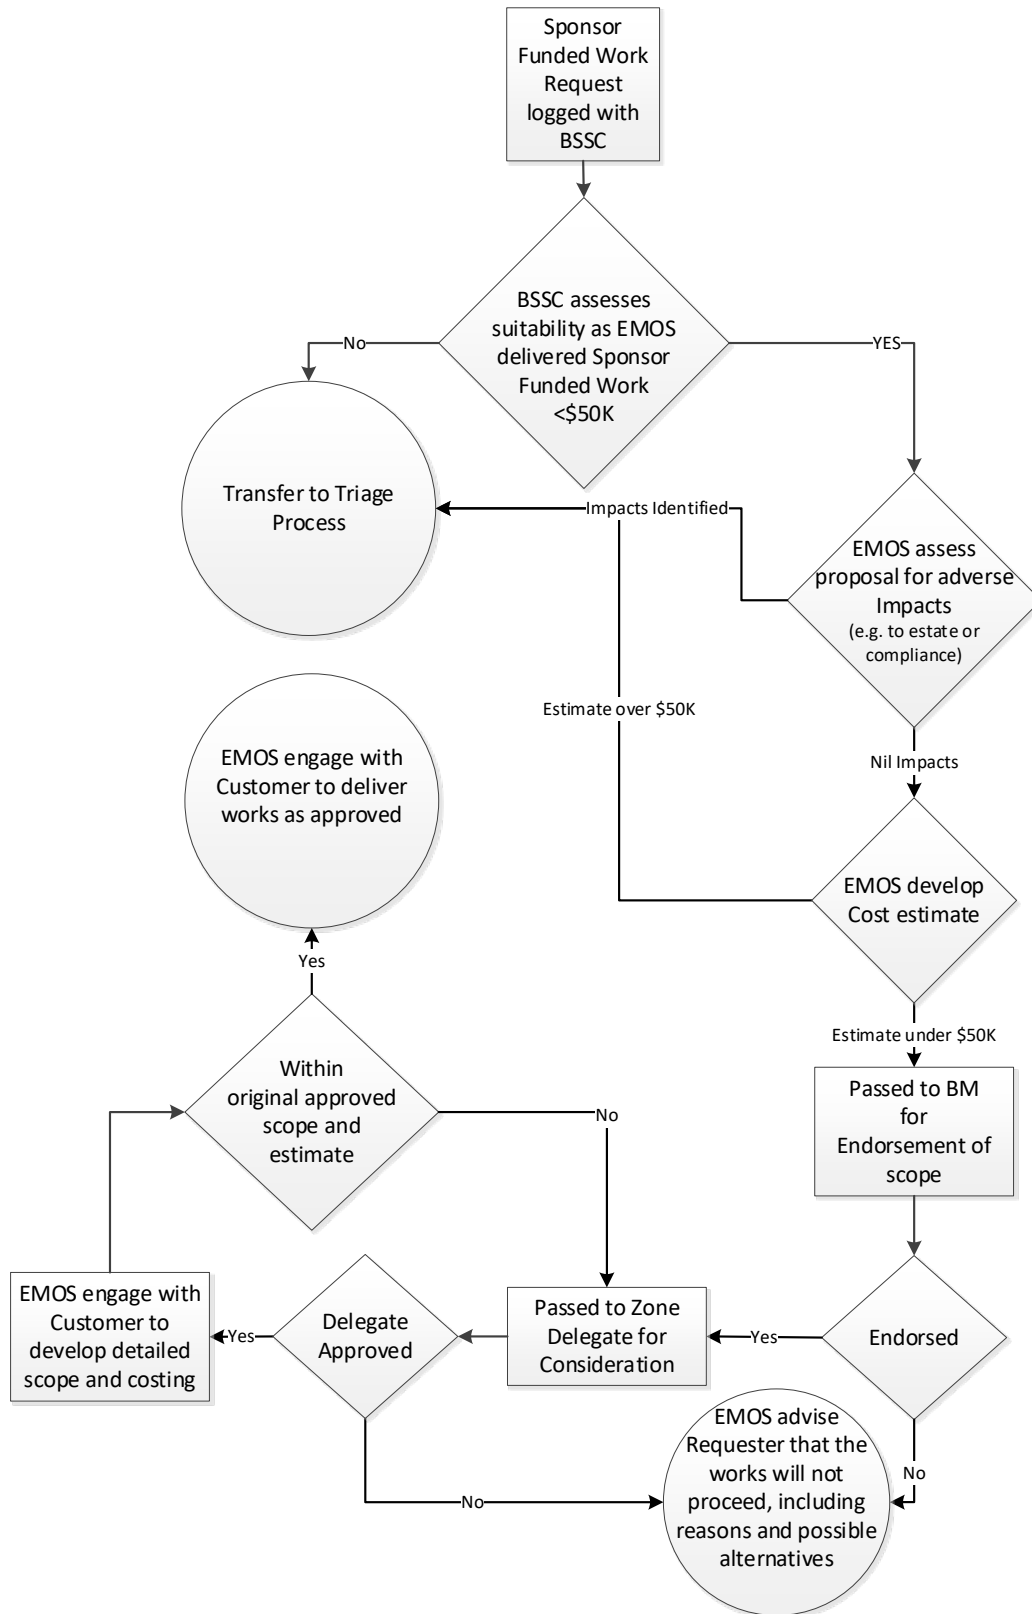 Sponsor
Funded Work
Request
logged with
BSSC
BSSC assesses
suitability as EMOS
delivered Sponsor
Funded Work
<$50K
No
YES
Transfer to Triage
Process
Impacts Identified
EMOS assess
proposal for adverse
Impacts
(e.g. to estate or
compliance)
Estimate over $50K
Nil Impacts
EMOS engage with
Customer to deliver
works as approved
EMOS develop
Cost estimate
Yes
Estimate under $50K
Within
original approved
scope and
estimate
No
Passed to BM
for
Endorsement of
scope
EMOS engage with
Customer to
develop detailed
scope and costing
Yes
Delegate
Approved
Passed to Zone
Delegate for
Consideration
Yes
Endorsed
No
No
EMOS advise
Requester that the
works will not
proceed, including
reasons and possible
alternatives